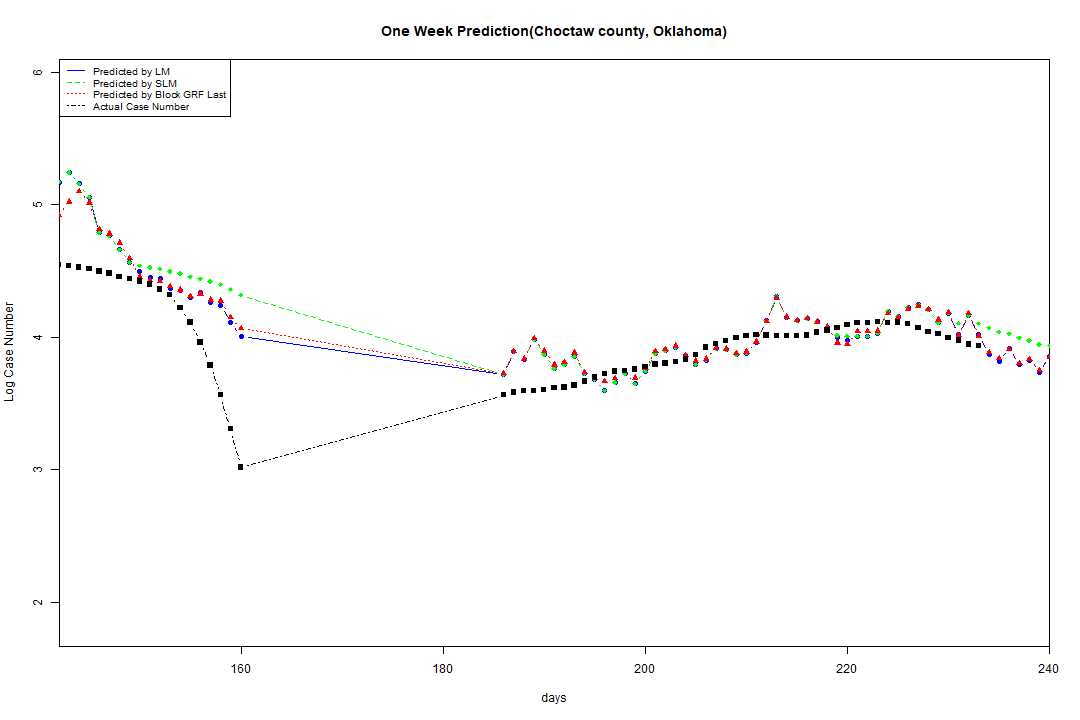 One Week Prediction(Choctaw county, Oklahoma)
Predicted by LM
Predicted by SLM
Predicted by Block GRF Last
Actual Case Number
6
5
4
3
2
Log Case Number
160 180 200 220 240
days